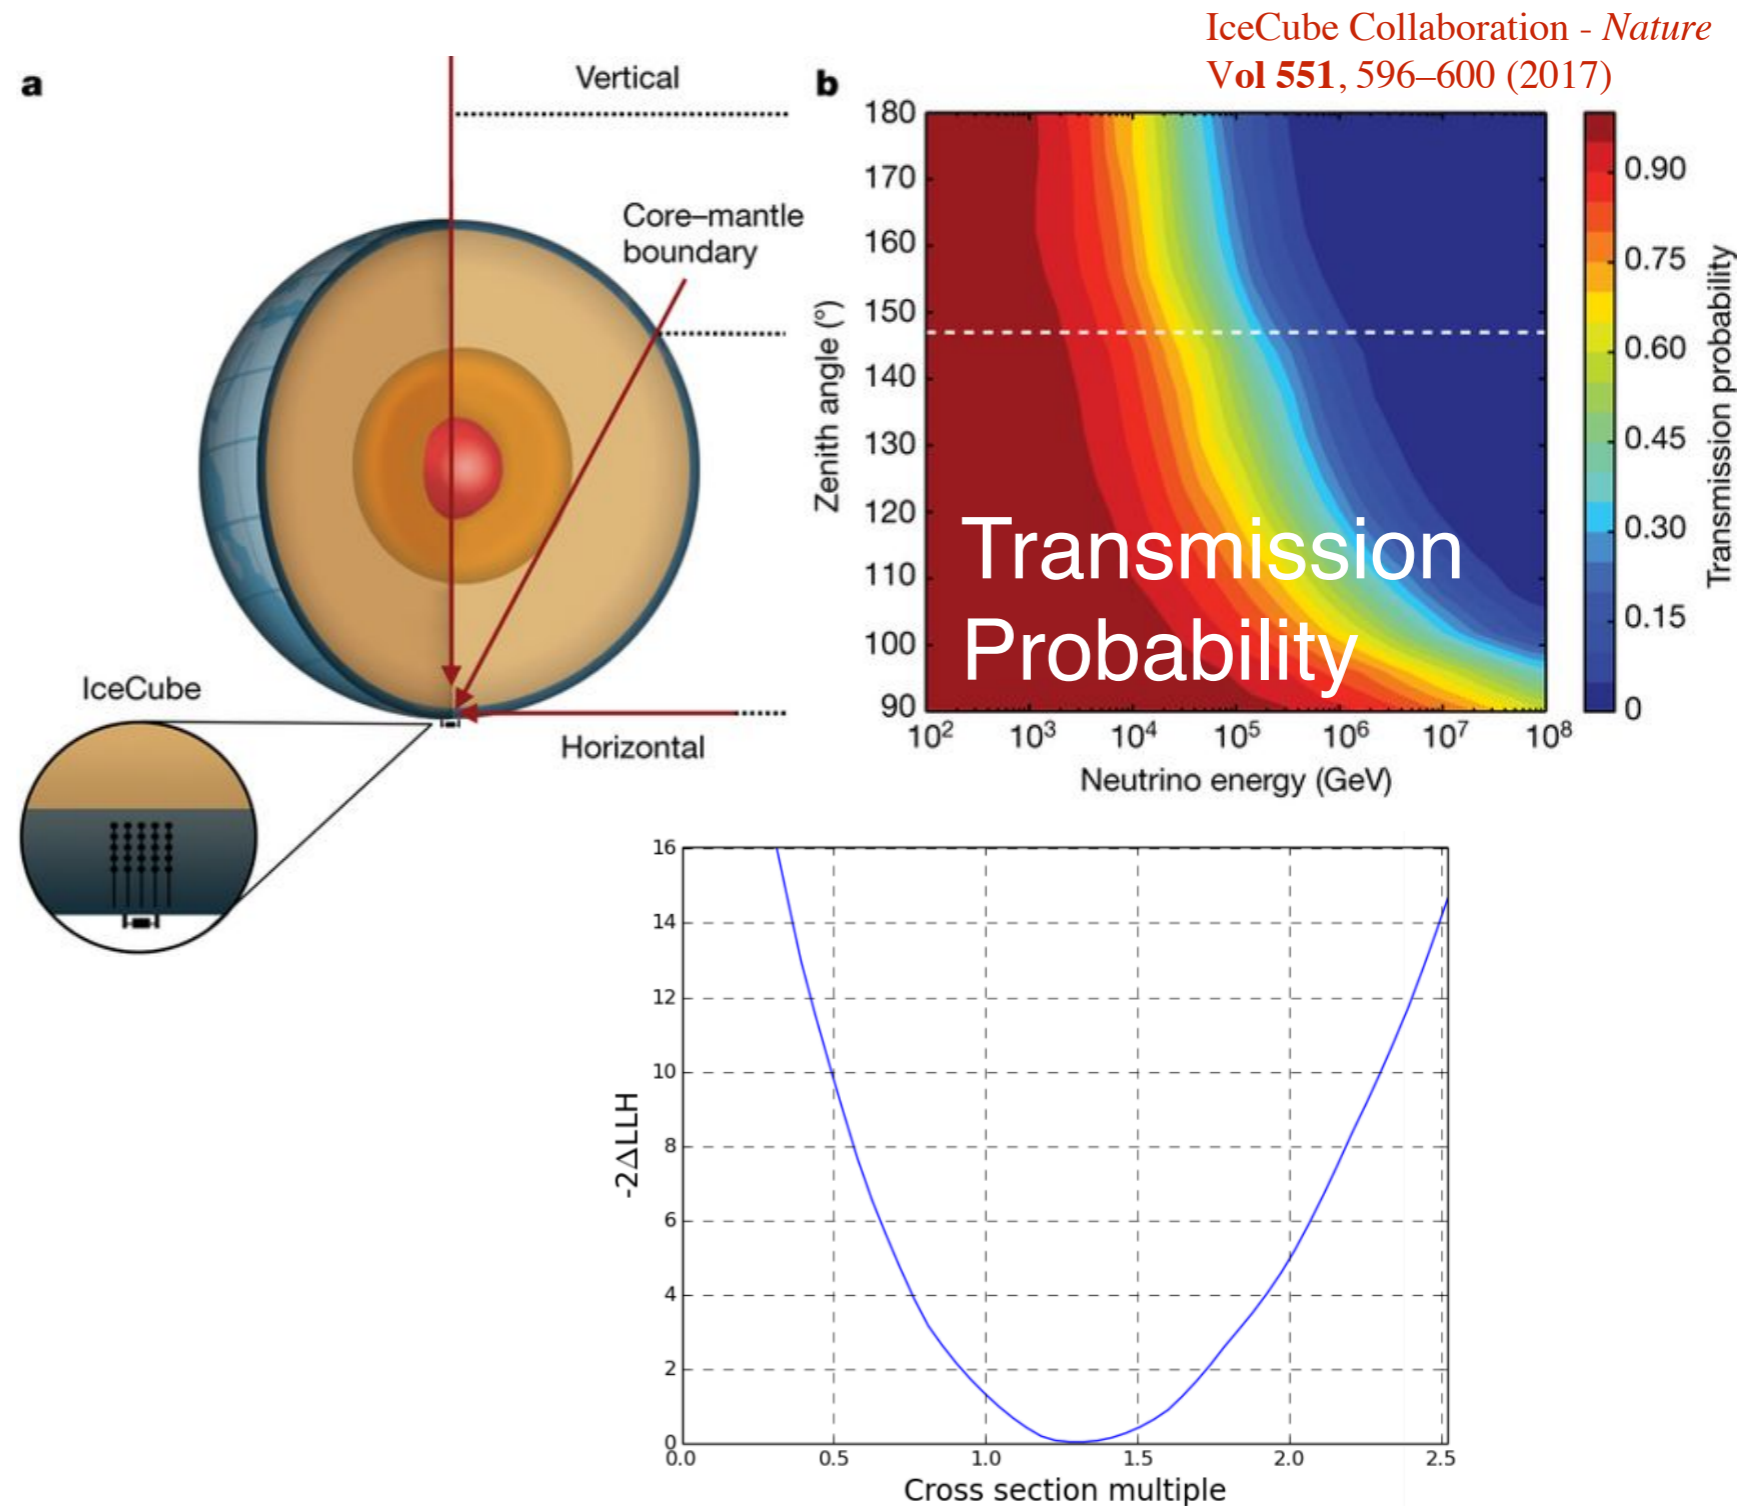 IceCube Collaboration - Nature
Vol 551, 596–600 (2017)
a
Vertical
Core–mantle
boundary
IceCube
Horizontal
b
180
170
160
150
140
130
120
110
100
90
Zenith angle (°)
Transmission
Probability
10² 10³ 10⁴ 10⁵ 10⁶ 10⁷ 10⁸
Neutrino energy (GeV)
0.90
0.75
0.60
0.45
0.30
0.15
0
Transmission probability
16
14
12
10
8
6
4
2
0
-2ΔLLH
0.0 0.5 1.0 1.5 2.0 2.5
Cross section multiple